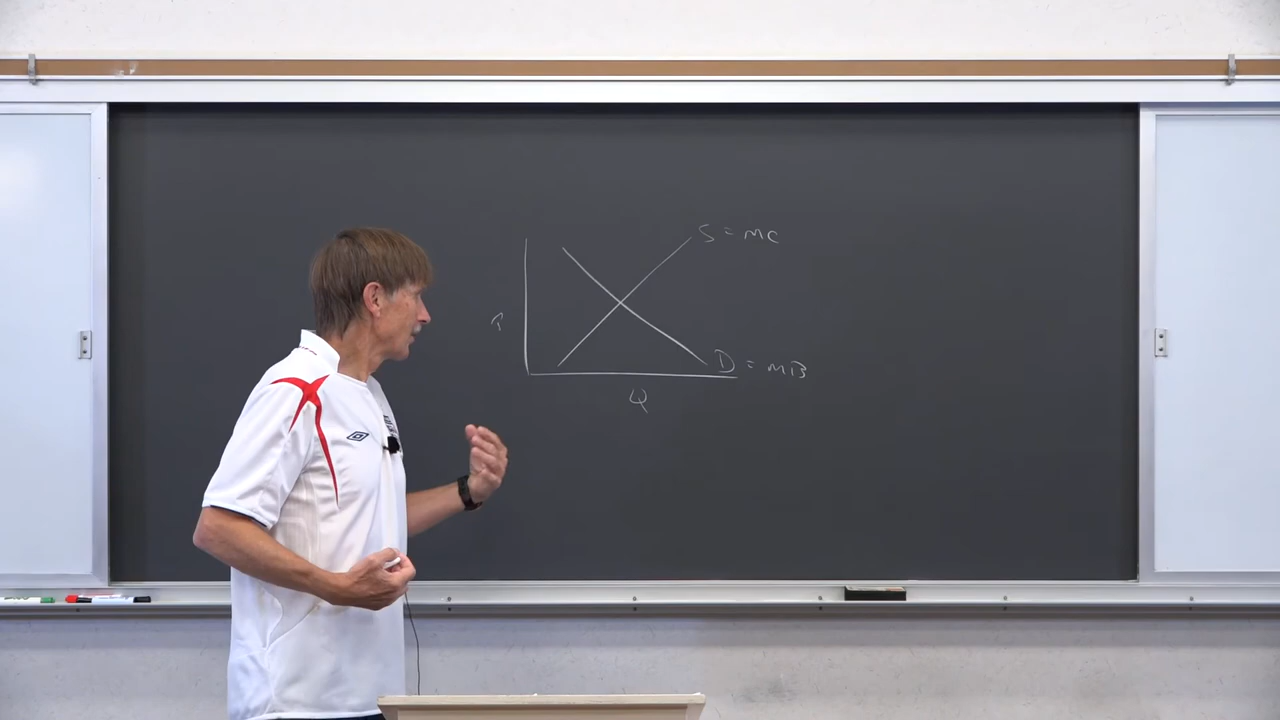 S = MC
D = MB
Q